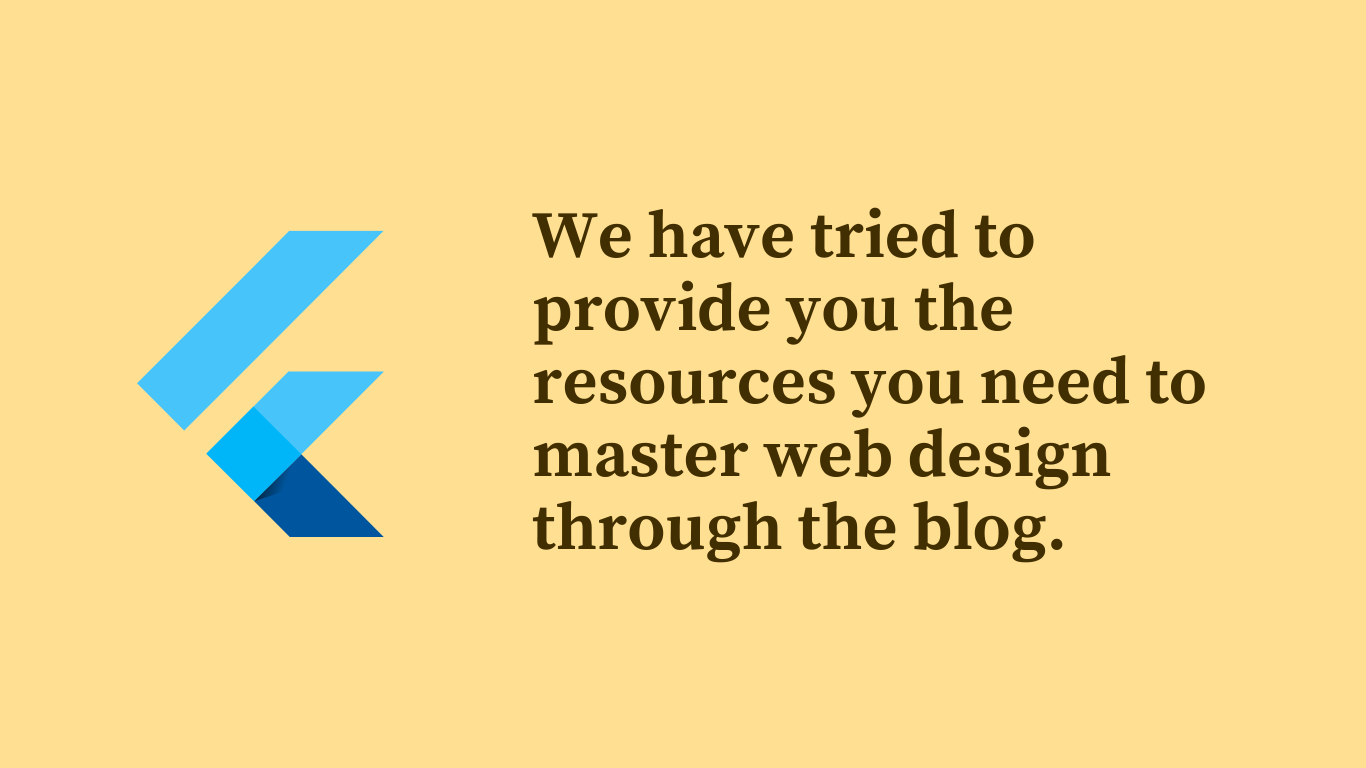 We have tried to
provide you the
resources you need to
master web design
through the blog.